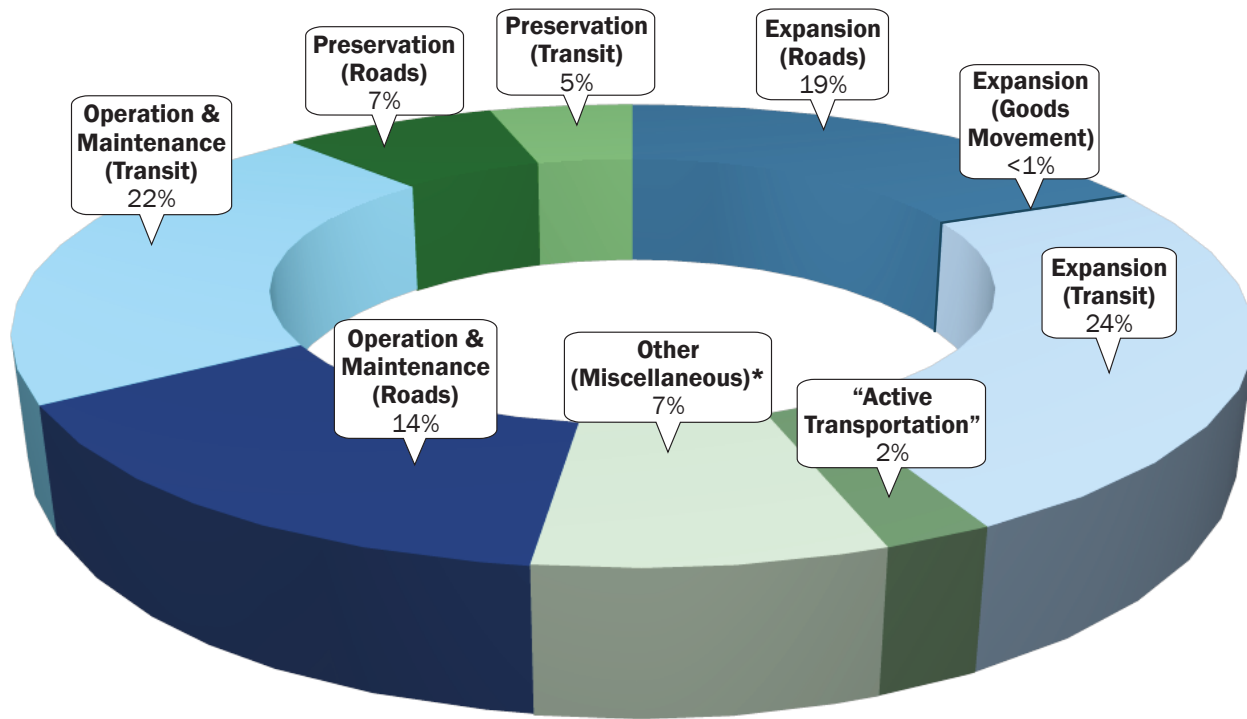 Preservation
(Transit)
5%
Expansion
(Roads)
19%
Preservation
(Roads)
7%
Expansion
(Goods
Movement)
<1%
Operation &
Maintenance
(Transit)
22%
Expansion
(Transit)
24%
Operation &
Maintenance
(Roads)
14%
Other
(Miscellaneous)*
7%
“Active
Transportation”
2%